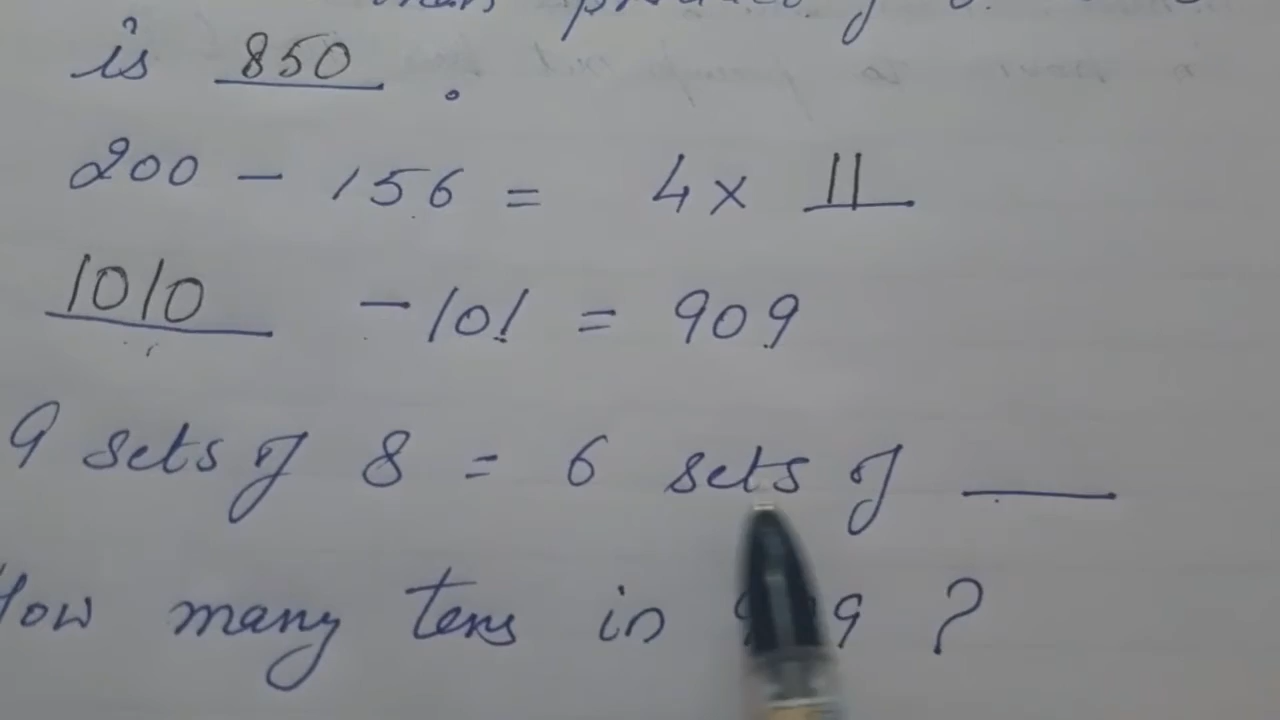 is 850 .
200 - 156 = 4 x 11
1010 - 101 = 909
9 sets of 8 = 6 sets of ___
How many tens in 9 ?